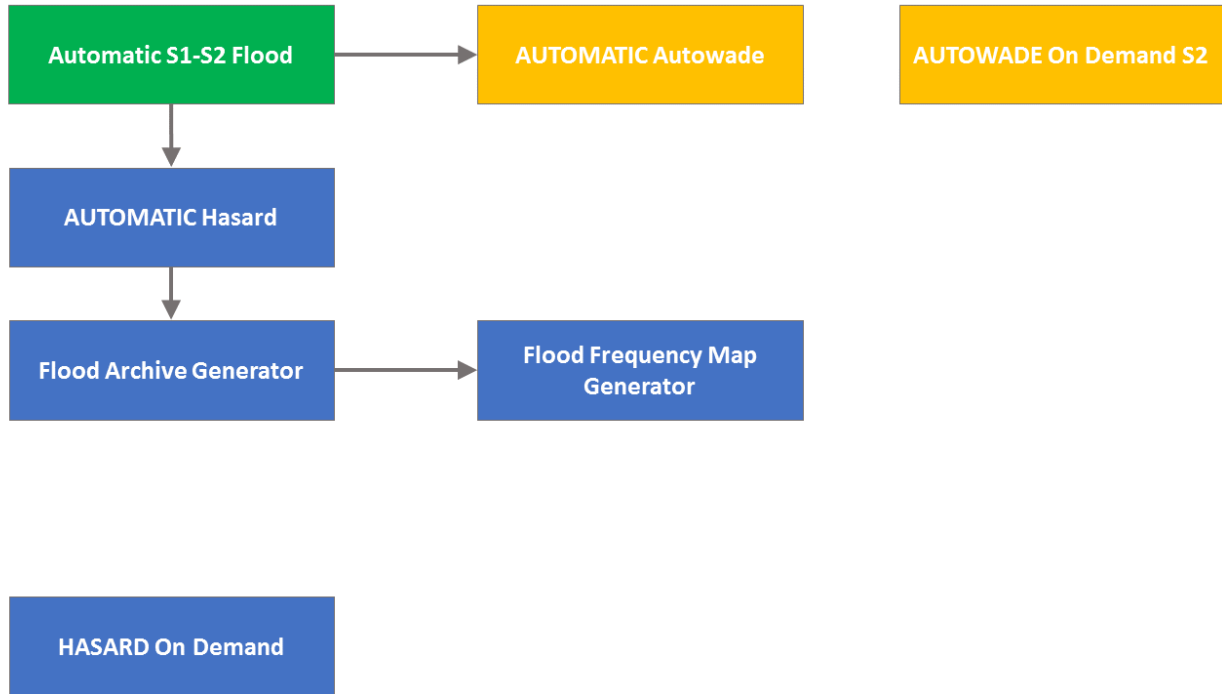 Automatic S1-S2 Flood
AUTOMATIC Autowade
AUTOWADE On Demand S2
AUTOMATIC Hasard
Flood Archive Generator
Flood Frequency Map
Generator
HASARD On Demand